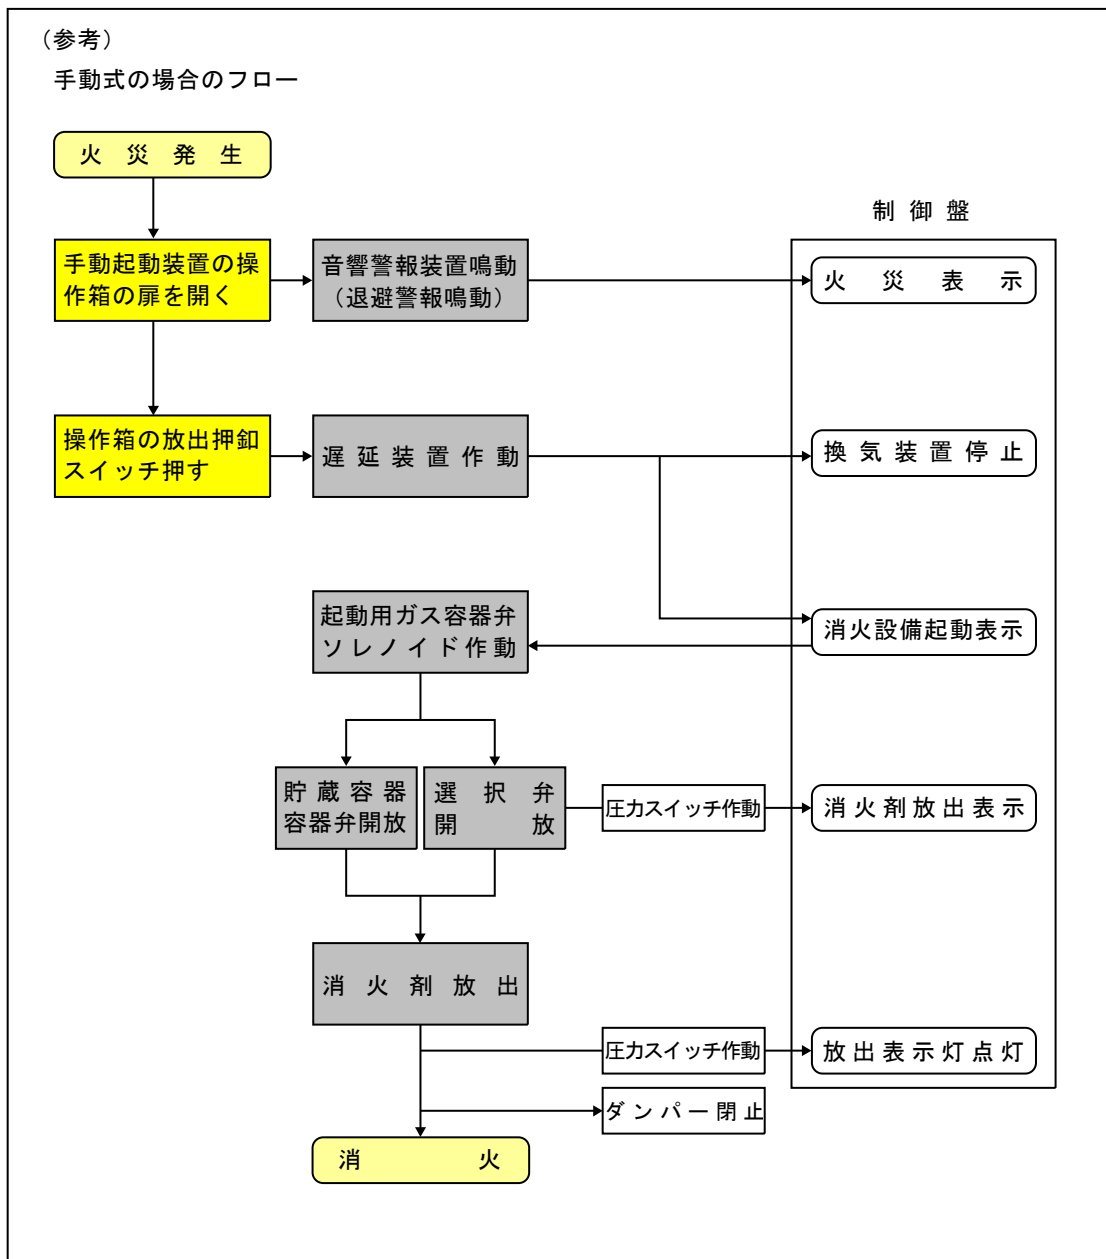 （参考）
手動式の場合のフロー
火災発生
制御盤
手動起動装置の操
作箱の扉を開く
音響警報装置鳴動
（退避警報鳴動）
火災表示
操作箱の放出押釦
スイッチ押す
遅延装置作動
換気装置停止
起動用ガス容器弁
ソレノイド作動
消火設備起動表示
貯蔵容器
容器弁開放
選択弁
開放
圧力スイッチ作動
消火剤放出表示
消火剤放出
圧力スイッチ作動
放出表示灯点灯
ダンパー閉止
消火